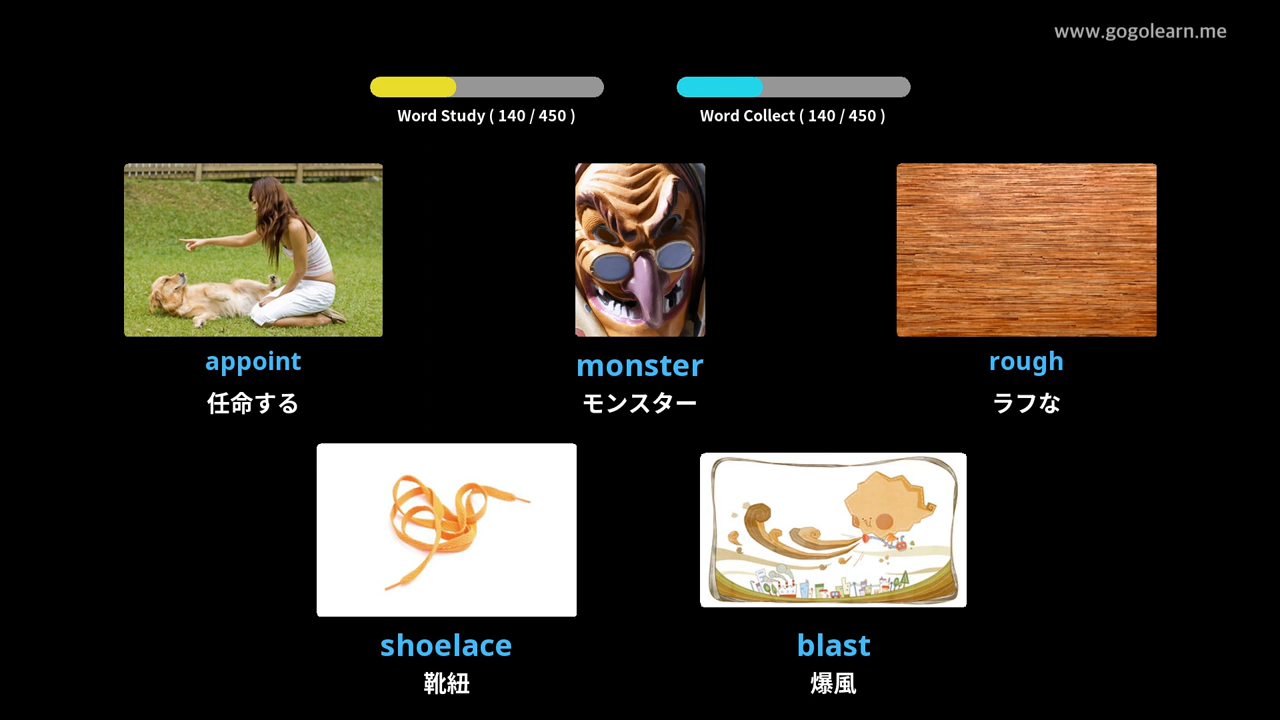 www.gogolearn.me
Word Study ( 140 / 450 )
Word Collect ( 140 / 450 )
appoint
任命する
monster
モンスター
rough
ラフな
shoelace
靴紐
blast
爆風